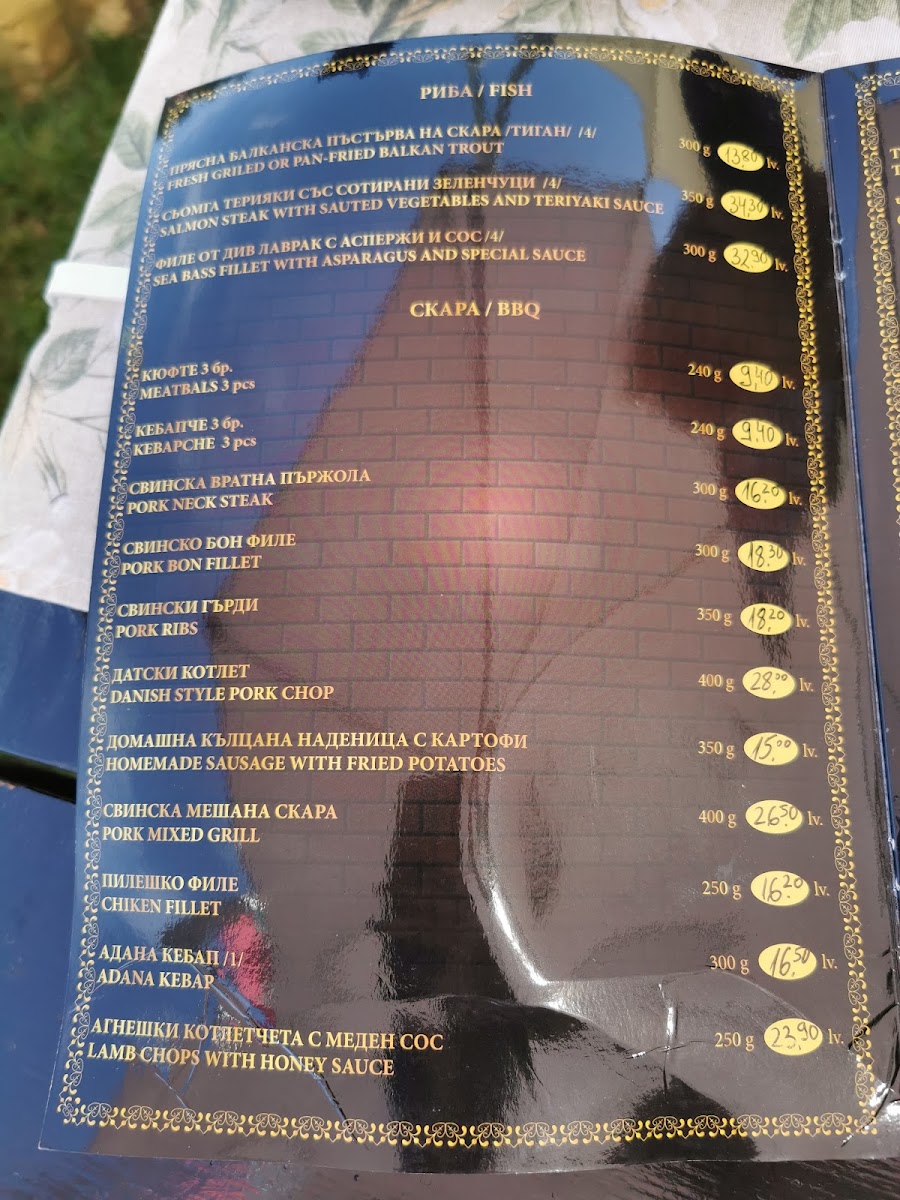 РИБА / FISH
ПРЯСНА БАЛКАНСКА ПЪСТЪРВА НА СКАРА /ТИГАН/ /4/
FRESH GRILED OR PAN-FRIED BALKAN TROUT
300 g 13,80 lv.
СЬОМГА ТЕРИЯКИ СЪС СОТИРАНИ ЗЕЛЕНЧУЦИ /4/
SALMON STEAK WITH SAUTED VEGETABLES AND TERIYAKI SAUCE
350 g 34,30 lv.
ФИЛЕ ОТ ДИВ ЛАВРАК С АСПЕРЖИ И СОС /4/
SEA BASS FILLET WITH ASPARAGUS AND SPECIAL SAUCE
300 g 32,90 lv.
СКАРА / BBQ
КЮФТЕ 3 бр.
MEATBALS 3 pcs
240 g 9,40 lv.
КЕБАПЧЕ 3 бр.
KEBAPCHE 3 pcs
240 g 9,40 lv.
СВИНСКА ВРАТНА ПЪРЖОЛА
PORK NECK STEAK
300 g 16,20 lv.
СВИНСКО БОН ФИЛЕ
PORK BON FILLET
300 g 18,30 lv.
СВИНСКИ ГЪРДИ
PORK RIBS
350 g 18,20 lv.
ДАТСКИ КОТЛЕТ
DANISH STYLE PORK CHOP
400 g 28,00 lv.
ДОМАШНА КЪЛЦАНА НАДЕНИЦА С КАРТОФИ
HOMEMADE SAUSAGE WITH FRIED POTATOES
350 g 15,00 lv.
СВИНСКА МЕШАНА СКАРА
PORK MIXED GRILL
400 g 26,50 lv.
ПИЛЕШКО ФИЛЕ
CHIKEN FILLET
250 g 16,20 lv.
АДАНА КЕБАП /1/
ADANA KEBAP
300 g 16,50 lv.
АГНЕШКИ КОТЛЕТЧЕТА С МЕДЕН СОС
LAMB CHOPS WITH HONEY SAUCE
250 g 23,90 lv.